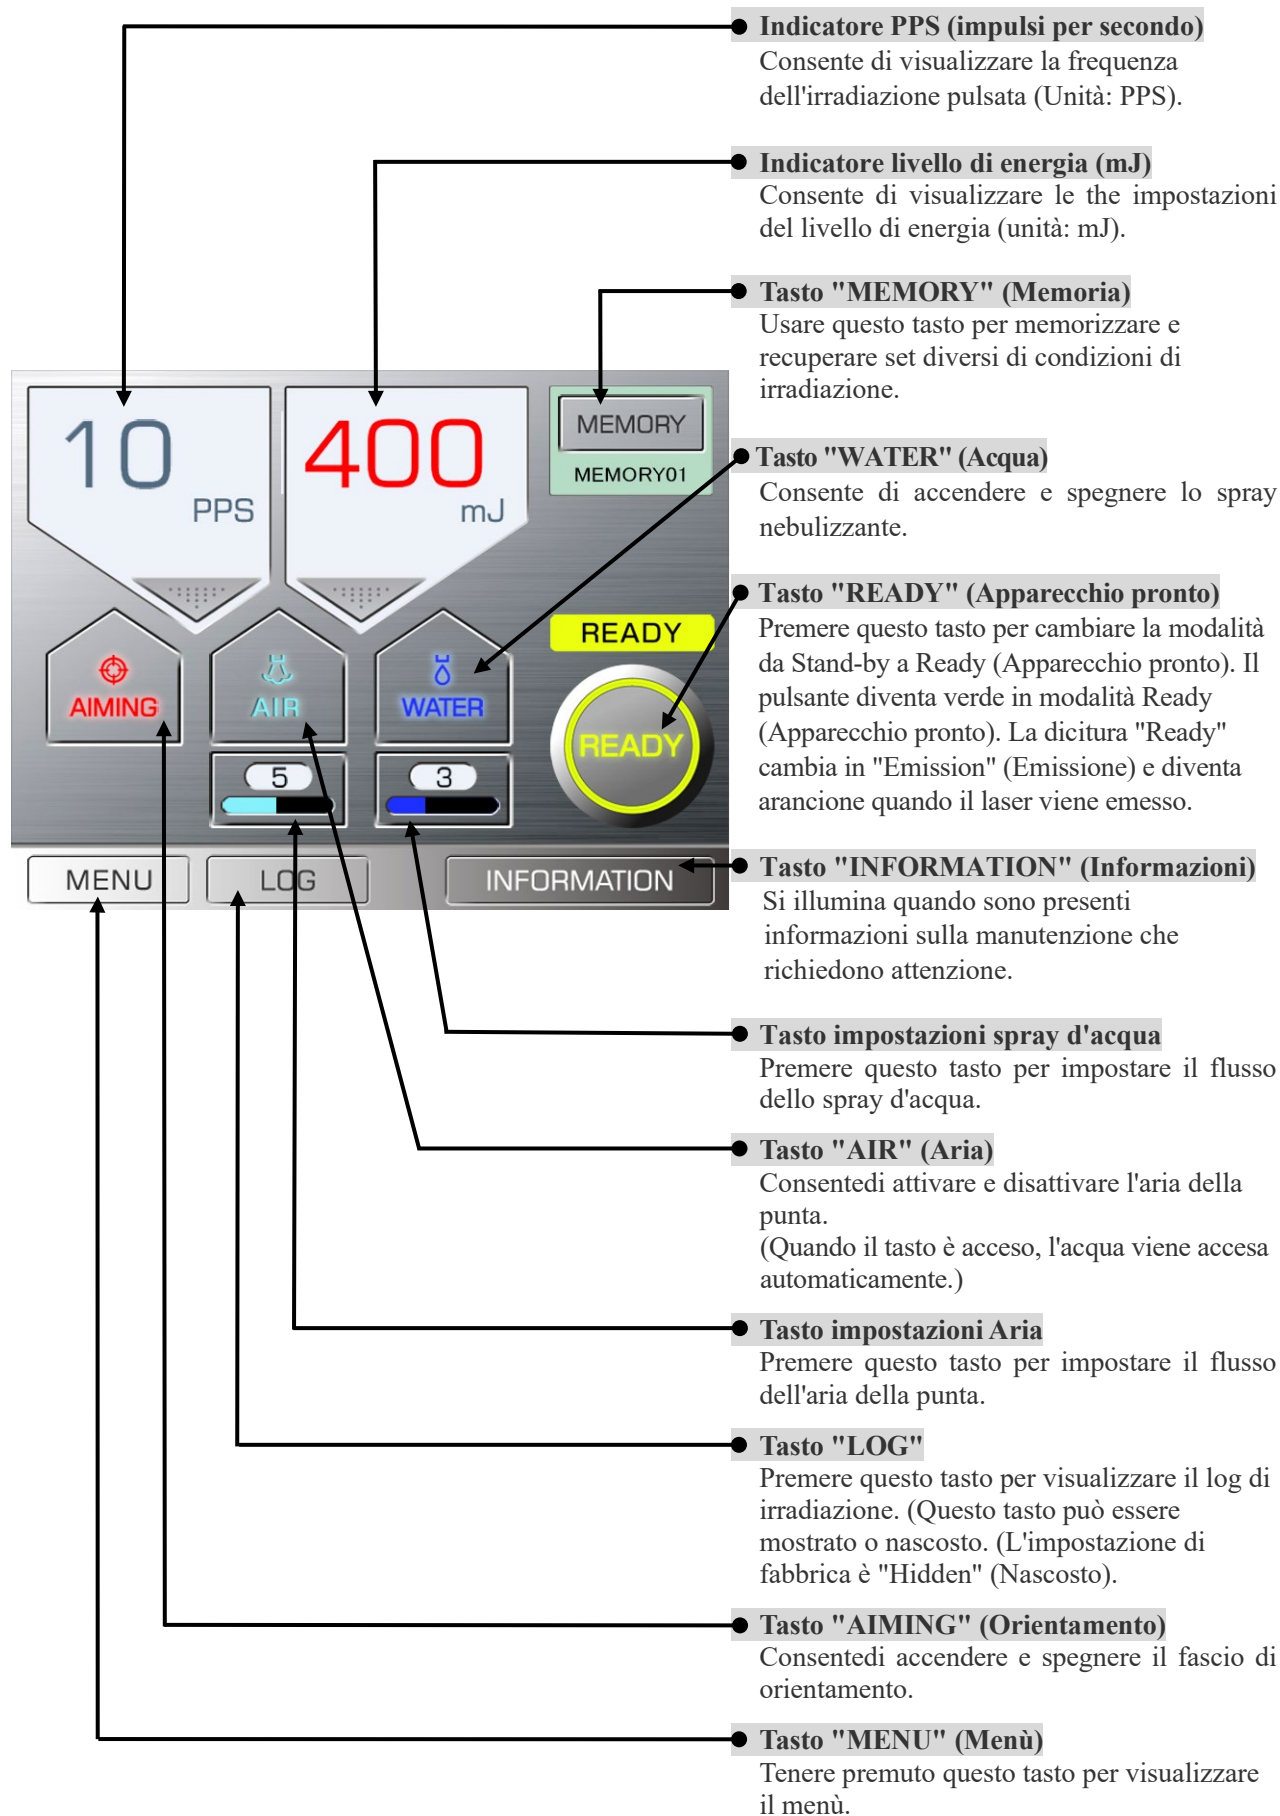 Indicatore PPS (impulsi per secondo)
Consente di visualizzare la frequenza
dell'irradiazione pulsata (Unità: PPS).
Indicatore livello di energia (mJ)
Consente di visualizzare le the impostazioni
del livello di energia (unità: mJ).
Tasto "MEMORY" (Memoria)
Usare questo tasto per memorizzare e
recuperare set diversi di condizioni di
irradiazione.
Tasto "WATER" (Acqua)
Consente di accendere e spegnere lo spray
nebulizzante.
Tasto "READY" (Apparecchio pronto)
Premere questo tasto per cambiare la modalità
da Stand-by a Ready (Apparecchio pronto). Il
pulsante diventa verde in modalità Ready
(Apparecchio pronto). La dicitura "Ready"
cambia in "Emission" (Emissione) e diventa
arancione quando il laser viene emesso.
Tasto "INFORMATION" (Informazioni)
Si illumina quando sono presenti
informazioni sulla manutenzione che
richiedono attenzione.
Tasto impostazioni spray d'acqua
Premere questo tasto per impostare il flusso
dello spray d'acqua.
Tasto "AIR" (Aria)
Consentedi attivare e disattivare l'aria della
punta.
(Quando il tasto è acceso, l'acqua viene accesa
automaticamente.)
Tasto impostazioni Aria
Premere questo tasto per impostare il flusso
dell'aria della punta.
Tasto "LOG"
Premere questo tasto per visualizzare il log di
irradiazione. (Questo tasto può essere
mostrato o nascosto. (L'impostazione di
fabbrica è "Hidden" (Nascosto).
Tasto "AIMING" (Orientamento)
Consentedi accendere e spegnere il fascio di
orientamento.
Tasto "MENU" (Menù)
Tenere premuto questo tasto per visualizzare
il menù.
10
PPS
400
mJ
MEMORY
MEMORY01
AIMING
AIR
WATER
READY
READY
5
3
MENU
LOG
INFORMATION